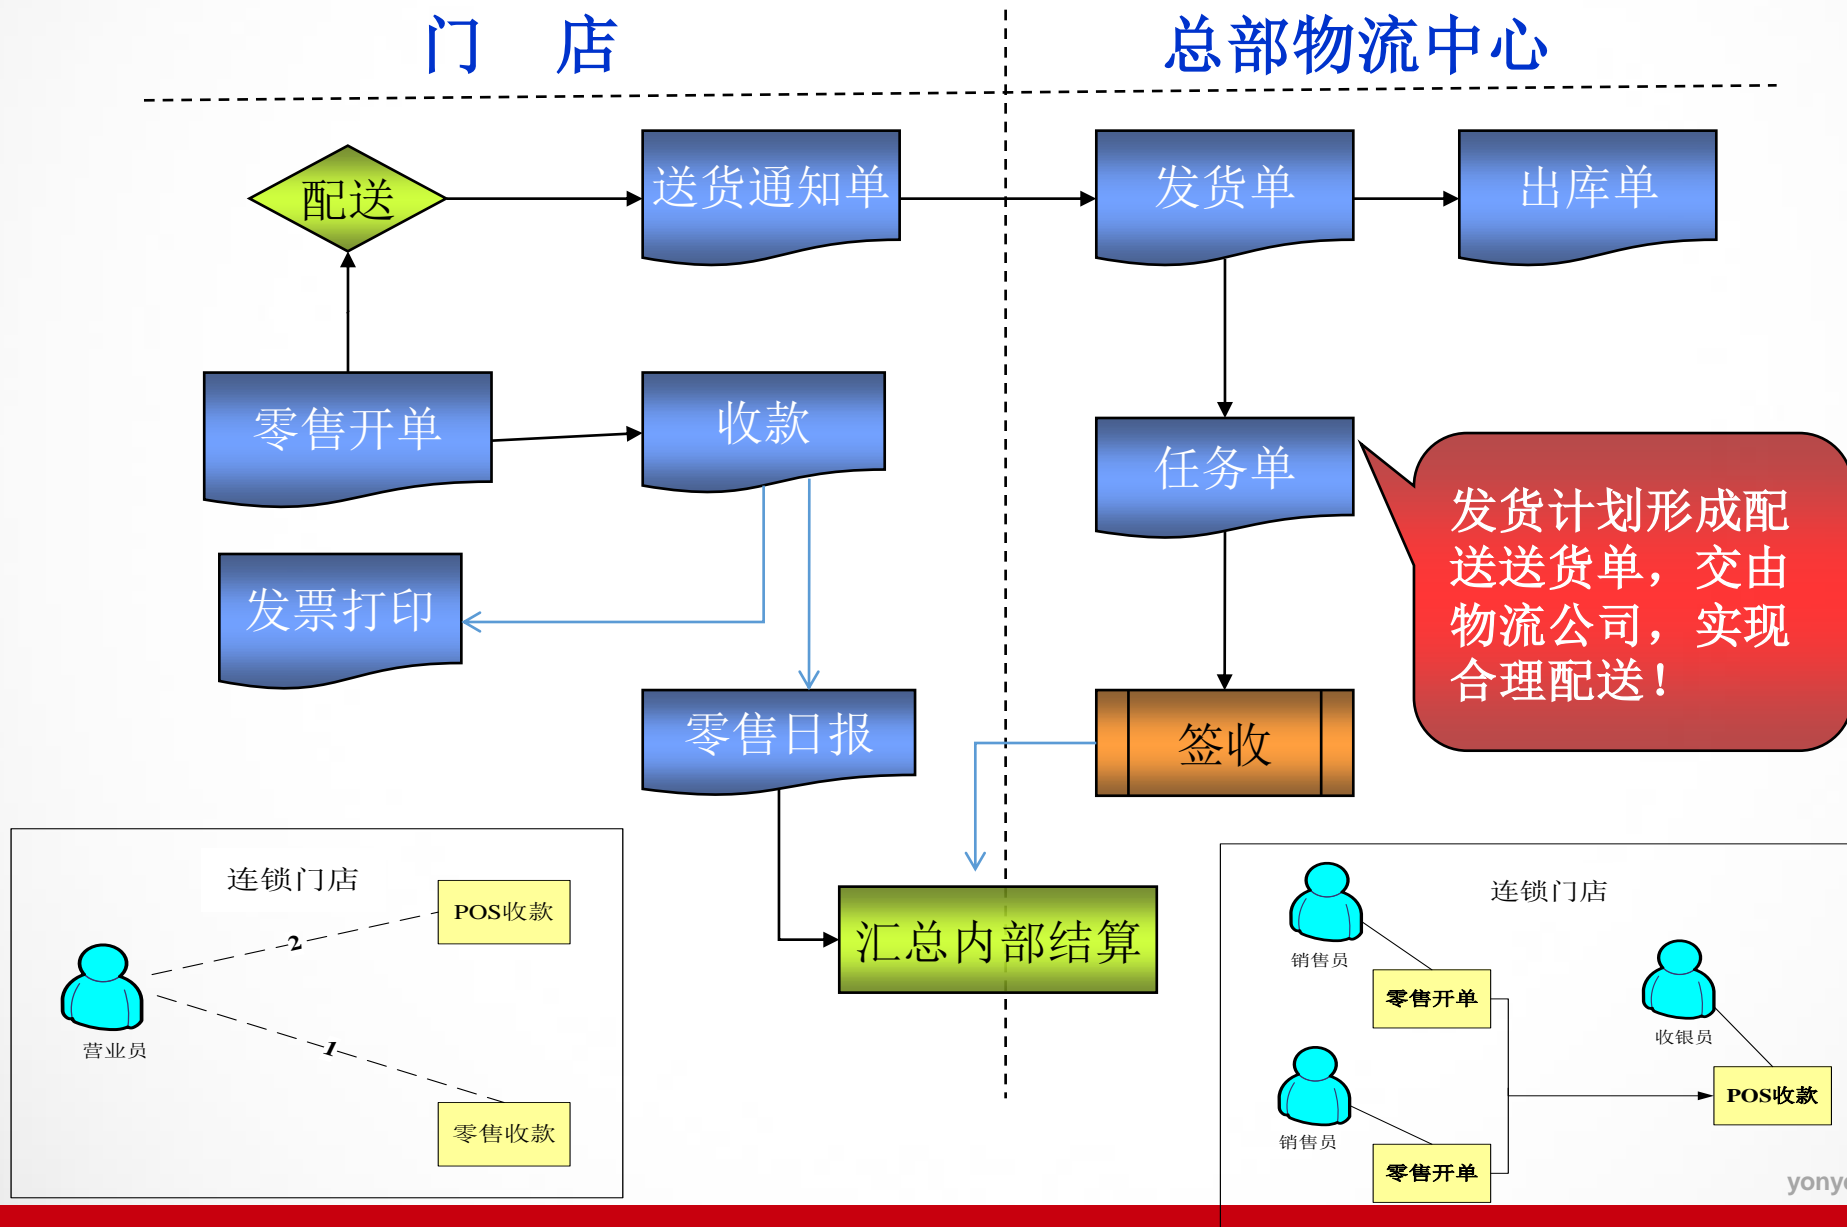 门 店
总部物流中心
配送
送货通知单
发货单
出库单
零售开单
收款
任务单
发货计划形成配
送送货单，交由
物流公司，实现
合理配送！
发票打印
零售日报
签收
汇总内部结算
连锁门店
POS收款
2
营业员
1
零售收款
连锁门店
销售员
零售开单
收银员
POS收款
销售员
零售开单